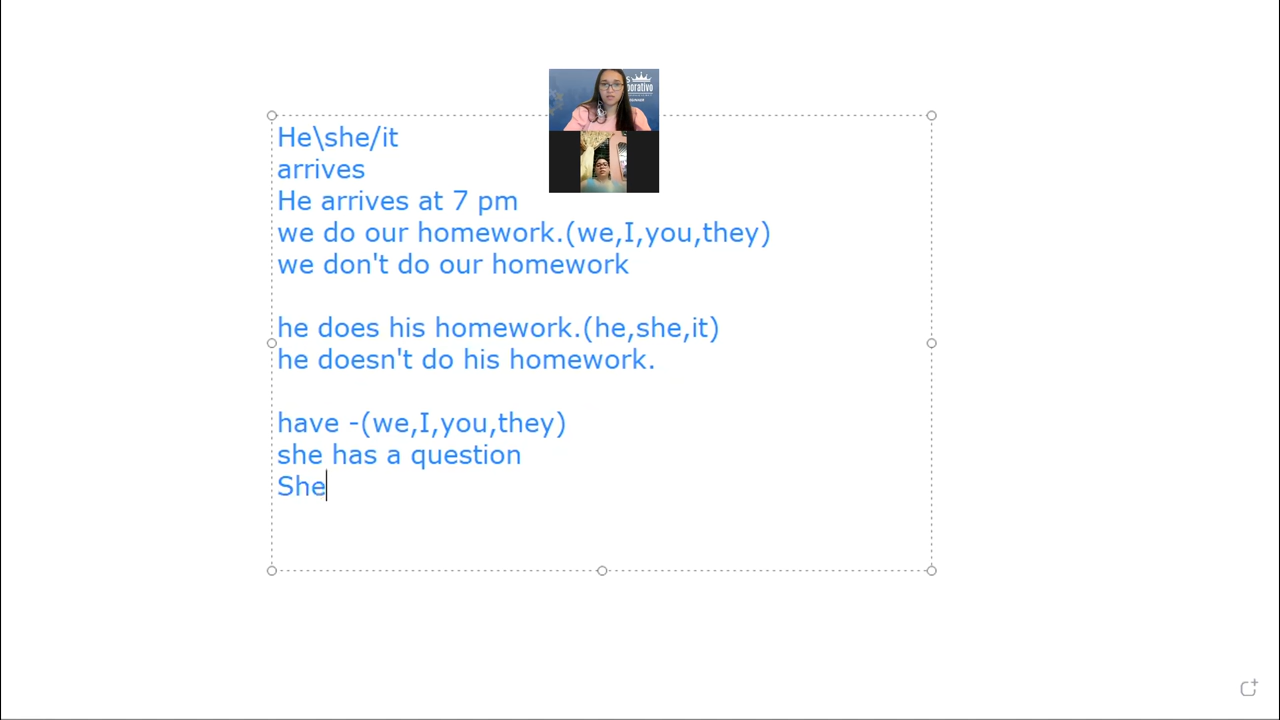 He\she/it
arrives
He arrives at 7 pm
we do our homework.(we,I,you,they)
we don't do our homework
he does his homework.(he,she,it)
he doesn't do his homework.
have -(we,I,you,they)
she has a question
She